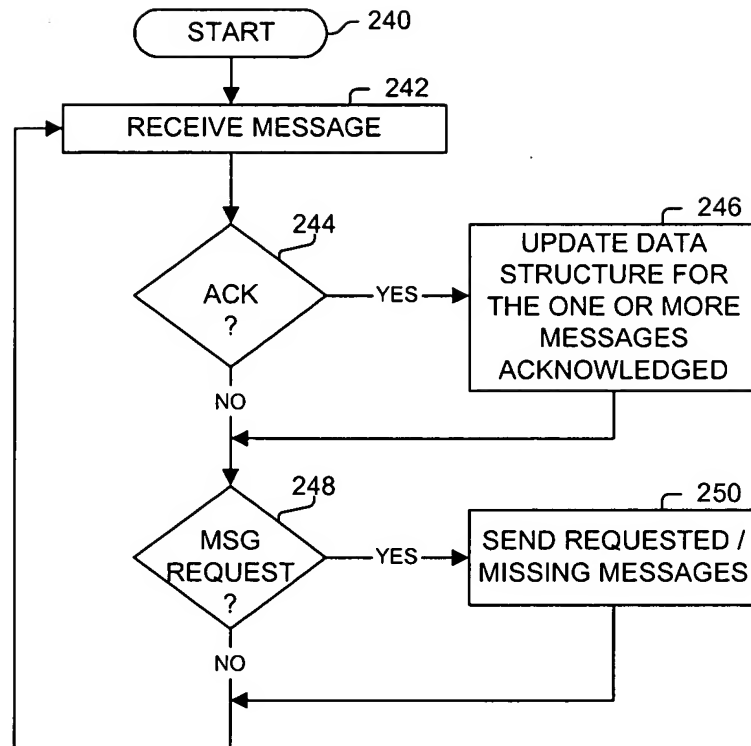 START
240
242
RECEIVE MESSAGE
244
ACK
?
YES
NO
246
UPDATE DATA
STRUCTURE FOR
THE ONE OR MORE
MESSAGES
ACKNOWLEDGED
248
MSG
REQUEST
?
YES
NO
250
SEND REQUESTED /
MISSING MESSAGES